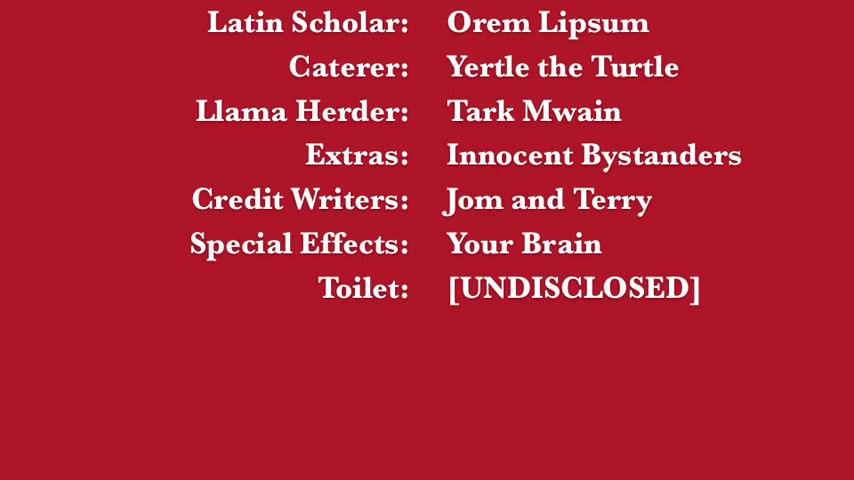 Latin Scholar: Orem Lipsum
Caterer: Yertle the Turtle
Llama Herder: Tark Mwain
Extras: Innocent Bystanders
Credit Writers: Jom and Terry
Special Effects: Your Brain
Toilet: [UNDISCLOSED]